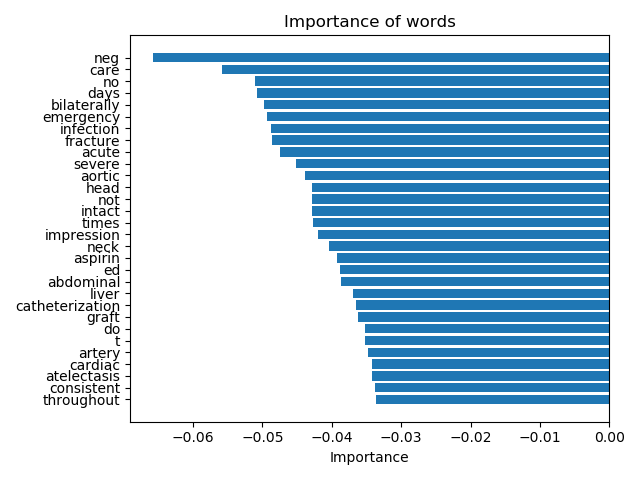 Importance of words
neg
care
no
days
bilaterally
emergency
infection
fracture
acute
severe
aortic
head
not
intact
times
impression
neck
aspirin
ed
abdominal
liver
catheterization
graft
do
t
artery
cardiac
atelectasis
consistent
throughout
−0.06 −0.05 −0.04 −0.03 −0.02 −0.01 0.00
Importance